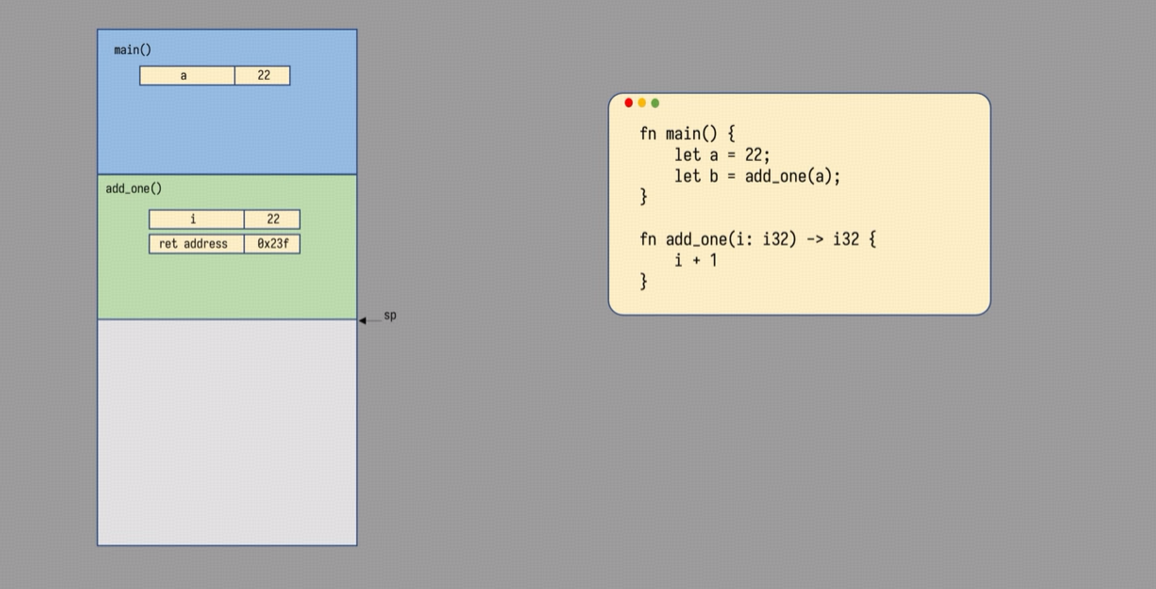 main()
a 22
add_one()
i 22
ret address 0x23f
sp
fn main() {
    let a = 22;
    let b = add_one(a);
}
fn add_one(i: i32) -> i32 {
    i + 1
}